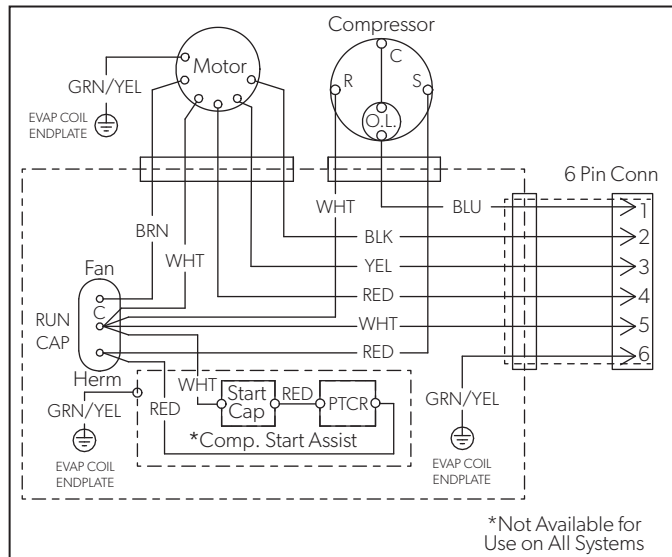 Compressor
Motor
C
R
S
O.L.
GRN/YEL
EVAP COIL
ENDPLATE
6 Pin Conn
WHT
BLU
1
BRN
BLK
2
WHT
YEL
3
Fan
RED
4
C
RUN
CAP
WHT
5
Herm
RED
6
WHT
Start
Cap
RED
PTCR
GRN/YEL
RED
GRN/YEL
*Comp. Start Assist
EVAP COIL
ENDPLATE
EVAP COIL
ENDPLATE
*Not Available for
Use on All Systems